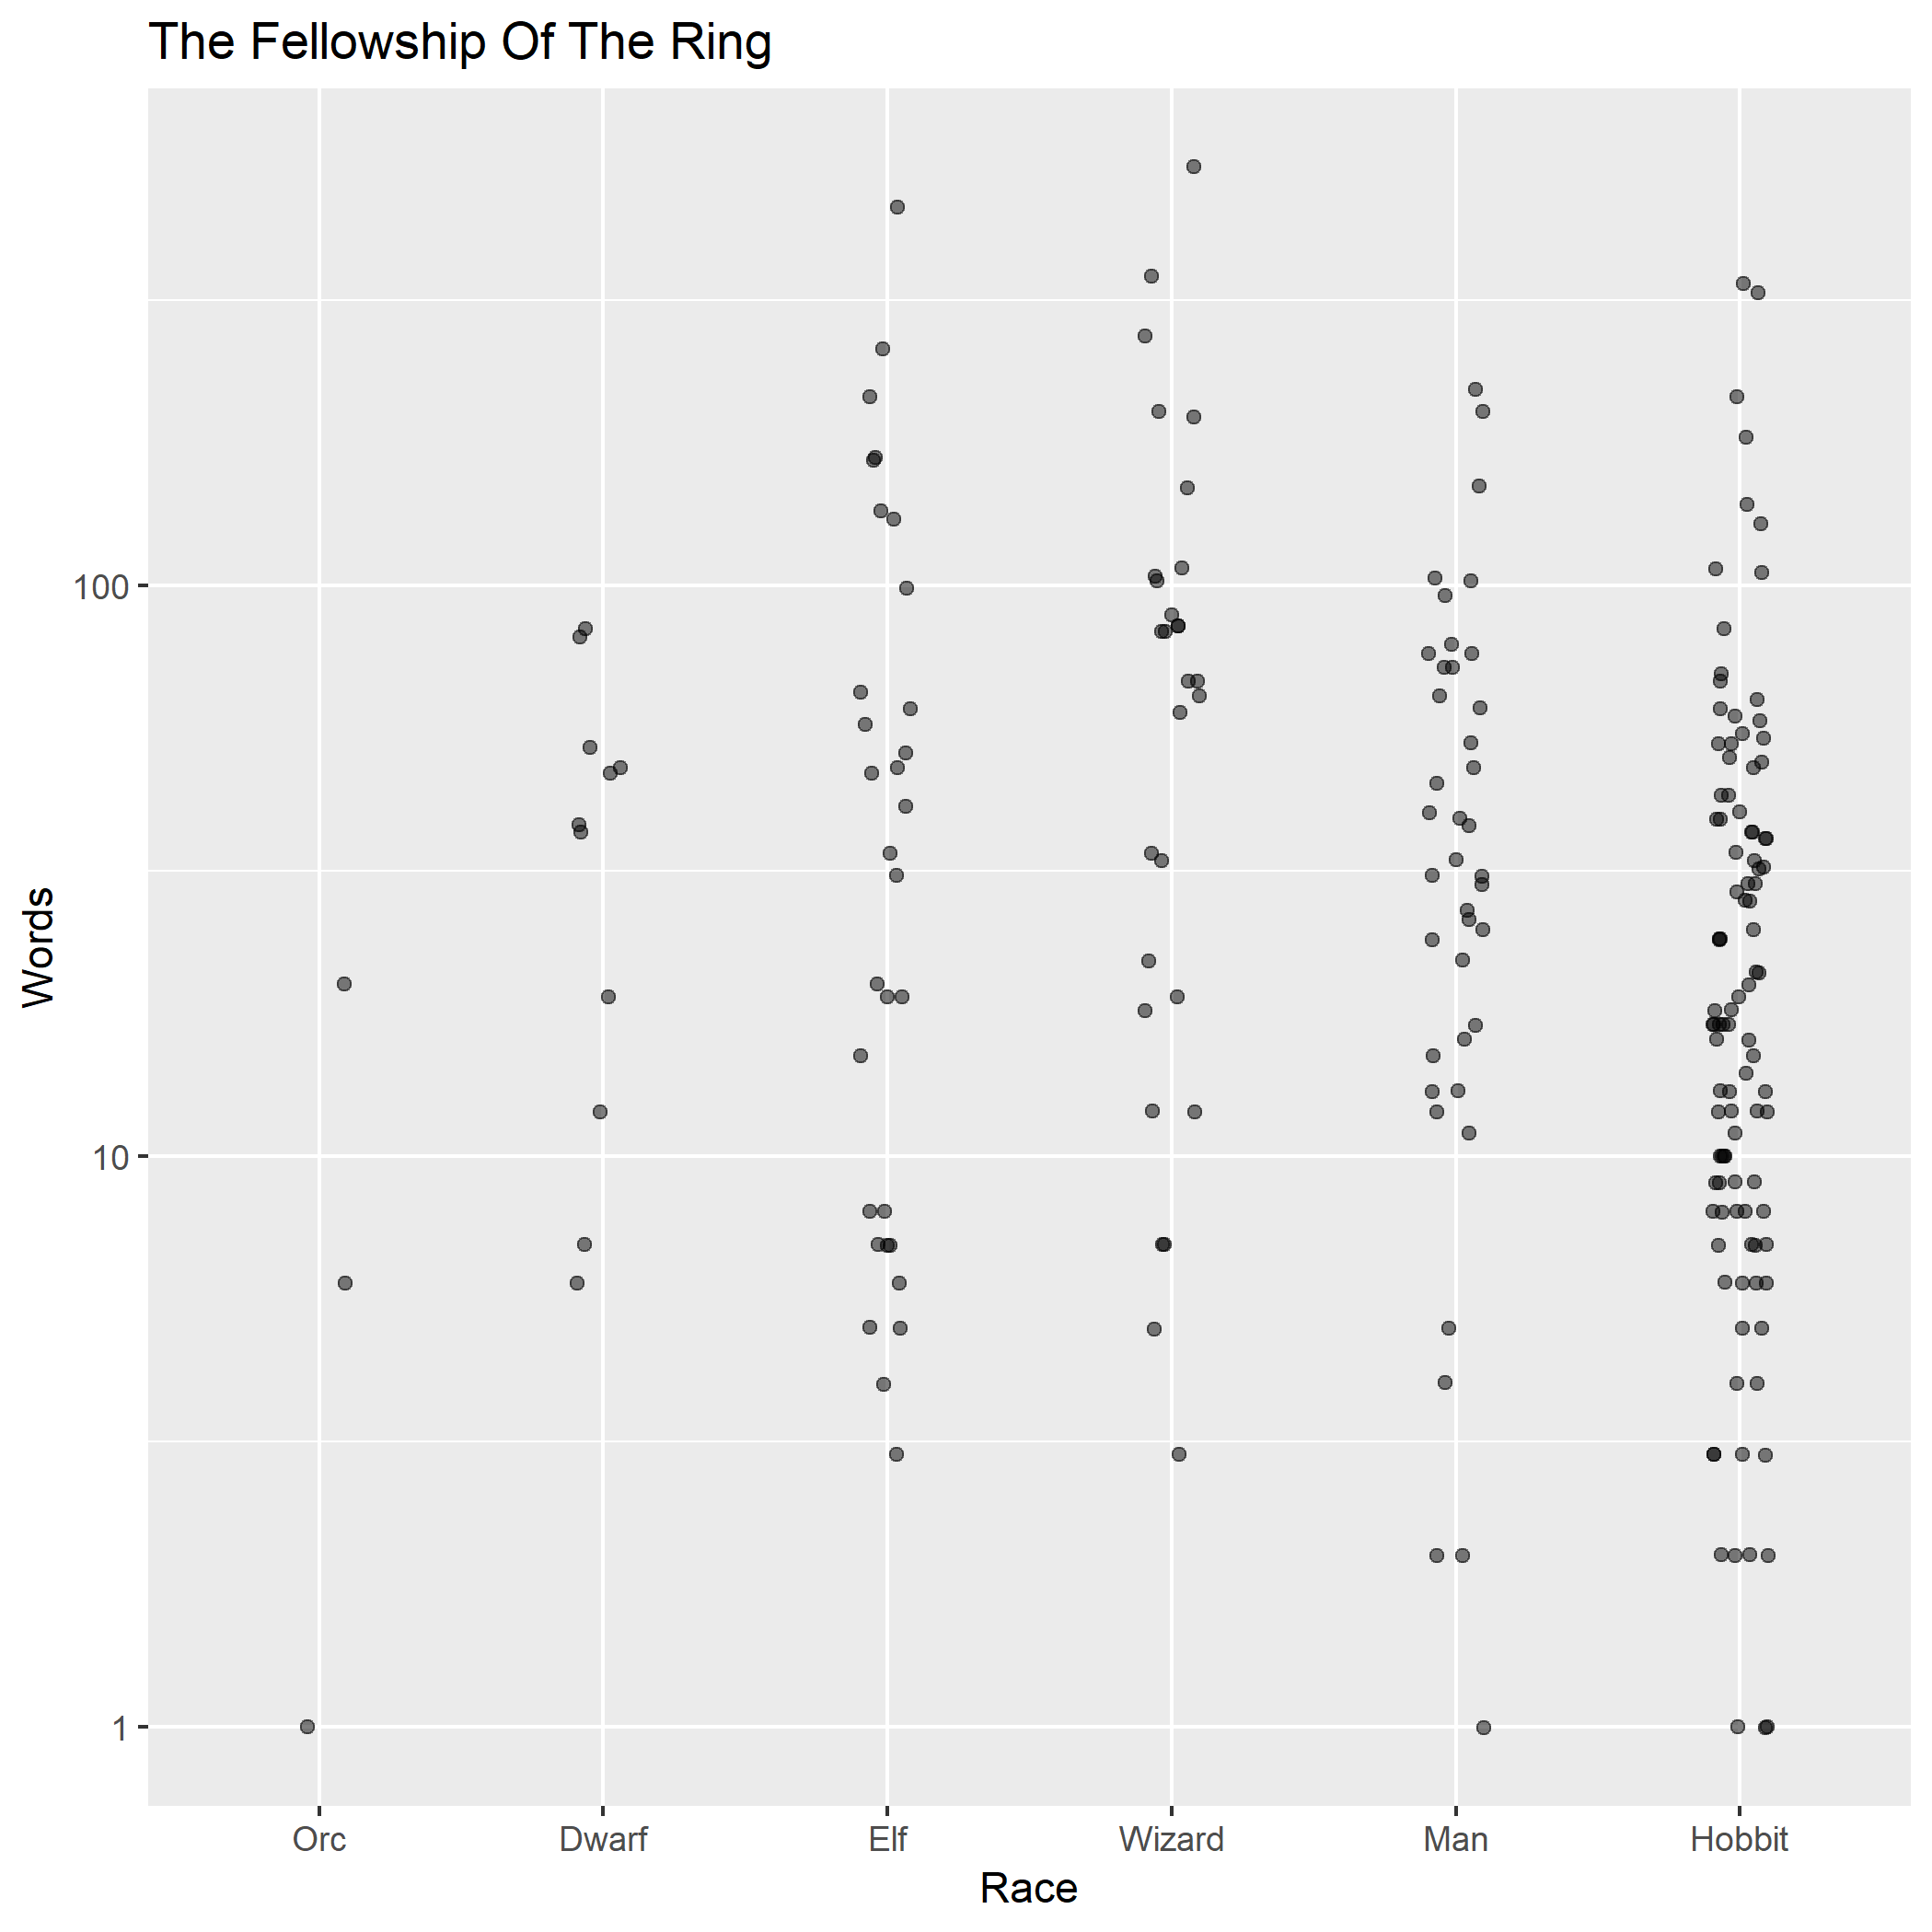 The Fellowship Of The Ring
Words
100
10
1
Orc Dwarf Elf Wizard Man Hobbit
Race